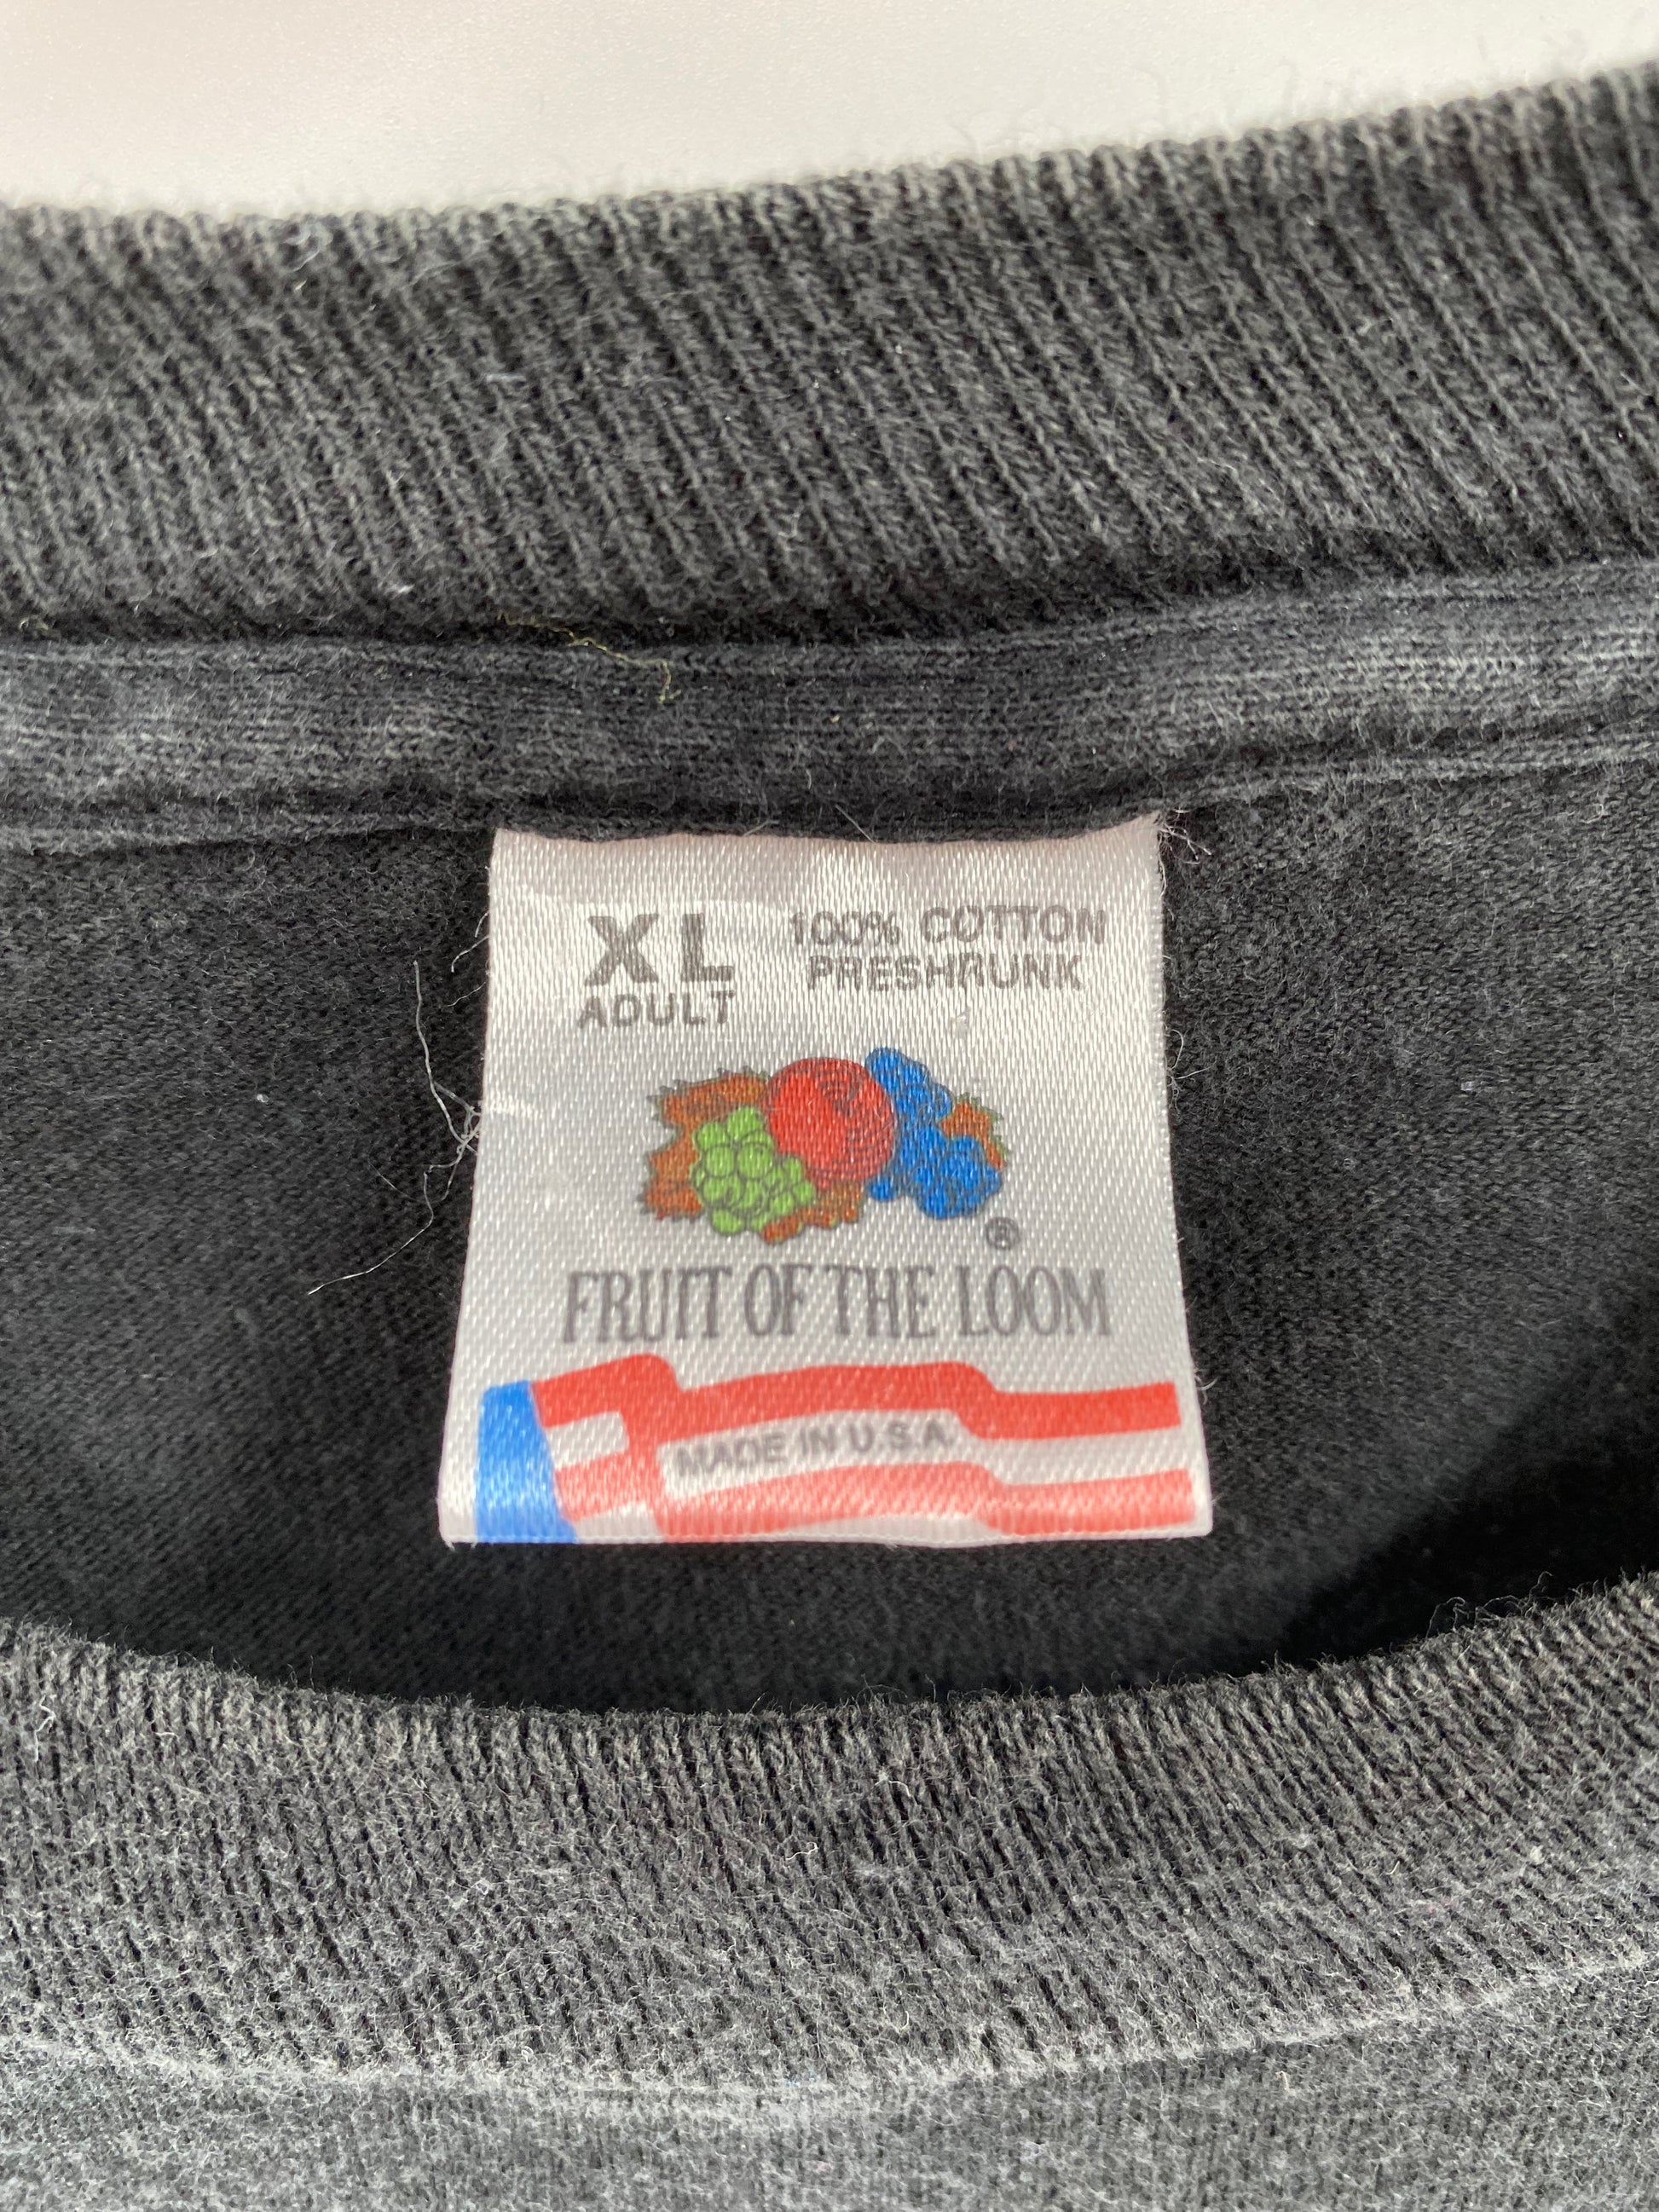 XL
ADULT
100% COTTON
PRESHRUNK
®
FRUIT OF THE LOOM
MADE IN U.S.A.